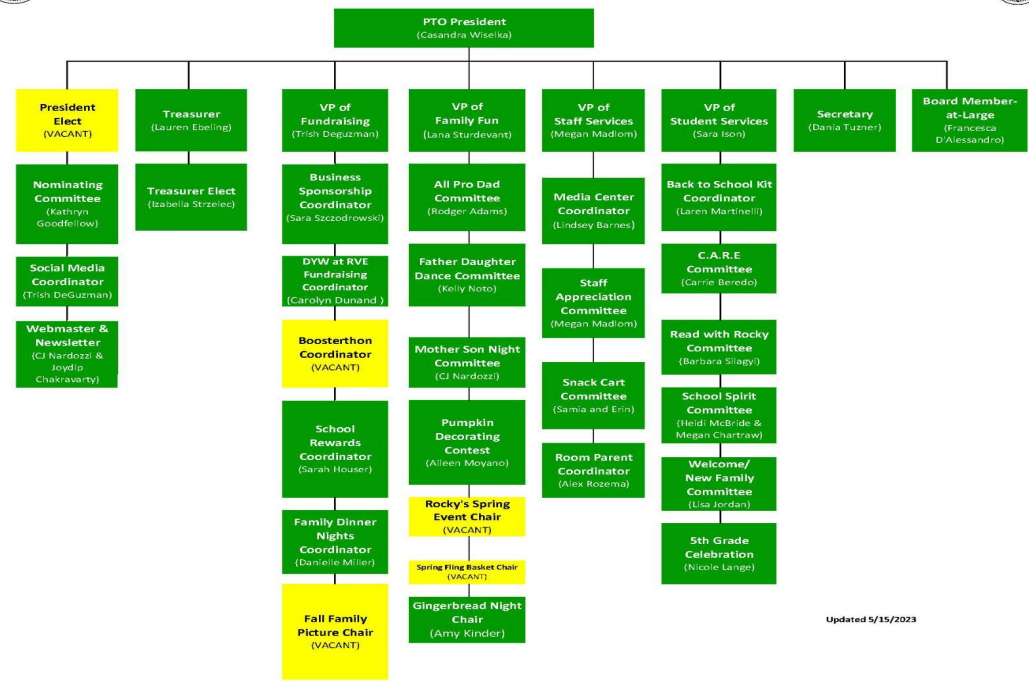 PTO President
(Casandra Wiselka)
President
Elect
(VACANT)
Nominating
Committee
(Kathryn
Goodfellow)
Social Media
Coordinator
(Trish DeGuzman)
Webmaster &
Newsletter
(CJ Nardozzi &
Joydip
Chakravarty)
Treasurer
(Lauren Ebeling)
Treasurer Elect
(Izabella Strzelec)
VP of
Fundraising
(Trish Deguzman)
Business
Sponsorship
Coordinator
(Sara Szczodrowski)
DYW at RVE
Fundraising
Coordinator
(Carolyn Dunand )
Boosterthon
Coordinator
(VACANT)
School
Rewards
Coordinator
(Sarah Houser)
Family Dinner
Nights
Coordinator
(Danielle Miller)
Fall Family
Picture Chair
(VACANT)
VP of
Family Fun
(Lana Sturdevant)
All Pro Dad
Committee
(Rodger Adams)
Father Daughter
Dance Committee
(Kelly Noto)
Mother Son Night
Committee
(CJ Nardozzi)
Pumpkin
Decorating
Contest
(Aileen Moyano)
Rocky's Spring
Event Chair
(VACANT)
Spring Fling Basket Chair
(VACANT)
Gingerbread Night
Chair
(Amy Kinder)
VP of
Staff Services
(Megan Madlom)
Media Center
Coordinator
(Lindsey Barnes)
Staff
Appreciation
Committee
(Megan Madlom)
Snack Cart
Committee
(Samia and Erin)
Room Parent
Coordinator
(Alex Rozema)
VP of
Student Services
(Sara Ison)
Back to School Kit
Coordinator
(Laren Martinelli)
C.A.R.E
Committee
(Carrie Beredo)
Read with Rocky
Committee
(Barbara Silagyi)
School Spirit
Committee
(Heidi McBride &
Megan Chartraw)
Welcome/
New Family
Committee
(Lisa Jordan)
5th Grade
Celebration
(Nicole Lange)
Secretary
(Dania Tuzner)
Board Member-
at-Large
(Francesca
D'Alessandro)
Updated 5/15/2023